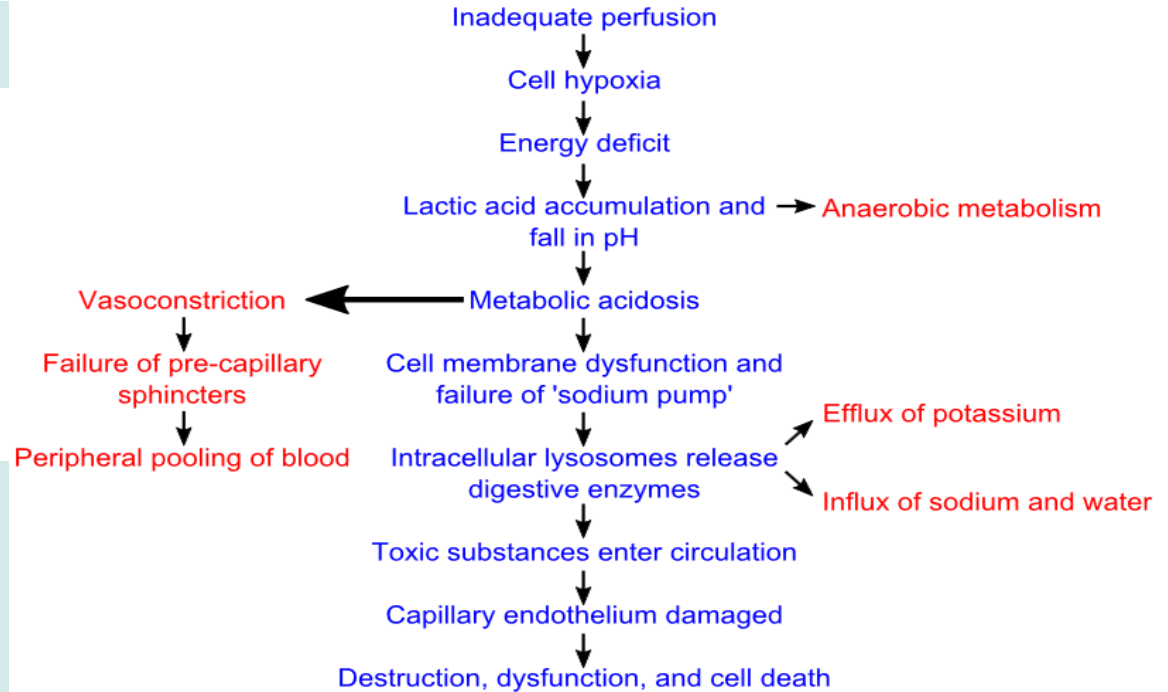 Inadequate perfusion
Cell hypoxia
Energy deficit
Lactic acid accumulation and
fall in pH
Anaerobic metabolism
Metabolic acidosis
Vasoconstriction
Failure of pre-capillary
sphincters
Peripheral pooling of blood
Cell membrane dysfunction and
failure of 'sodium pump'
Intracellular lysosomes release
digestive enzymes
Efflux of potassium
Influx of sodium and water
Toxic substances enter circulation
Capillary endothelium damaged
Destruction, dysfunction, and cell death